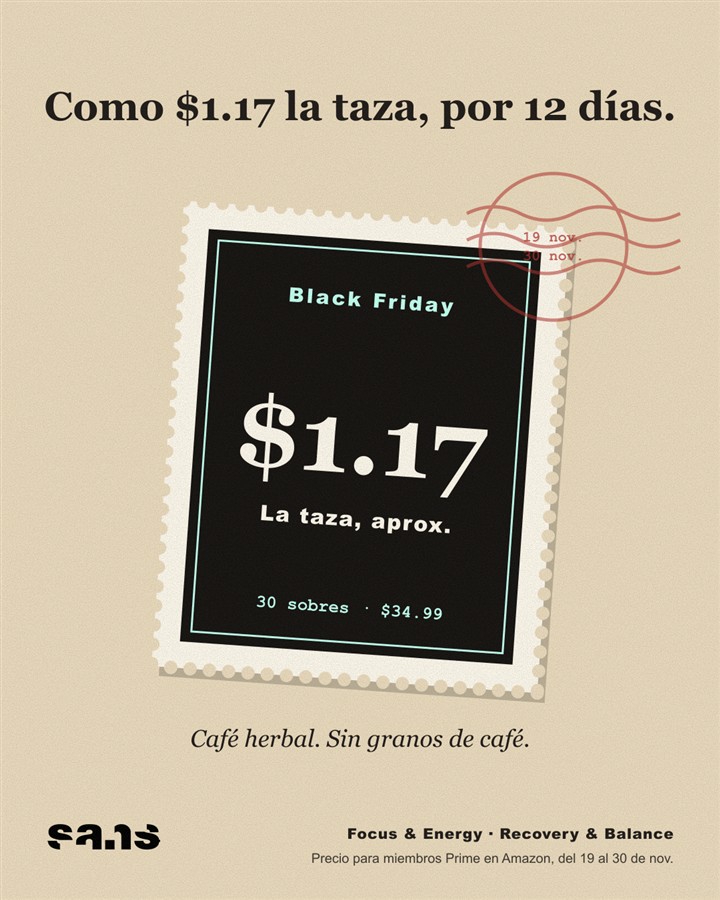 Como $1.17 la taza, por 12 días.
19 nov.
30 nov.
Black Friday
$1.17
La taza, aprox.
30 sobres · $34.99
Café herbal. Sin granos de café.
sans
Focus & Energy · Recovery & Balance
Precio para miembros Prime en Amazon, del 19 al 30 de nov.